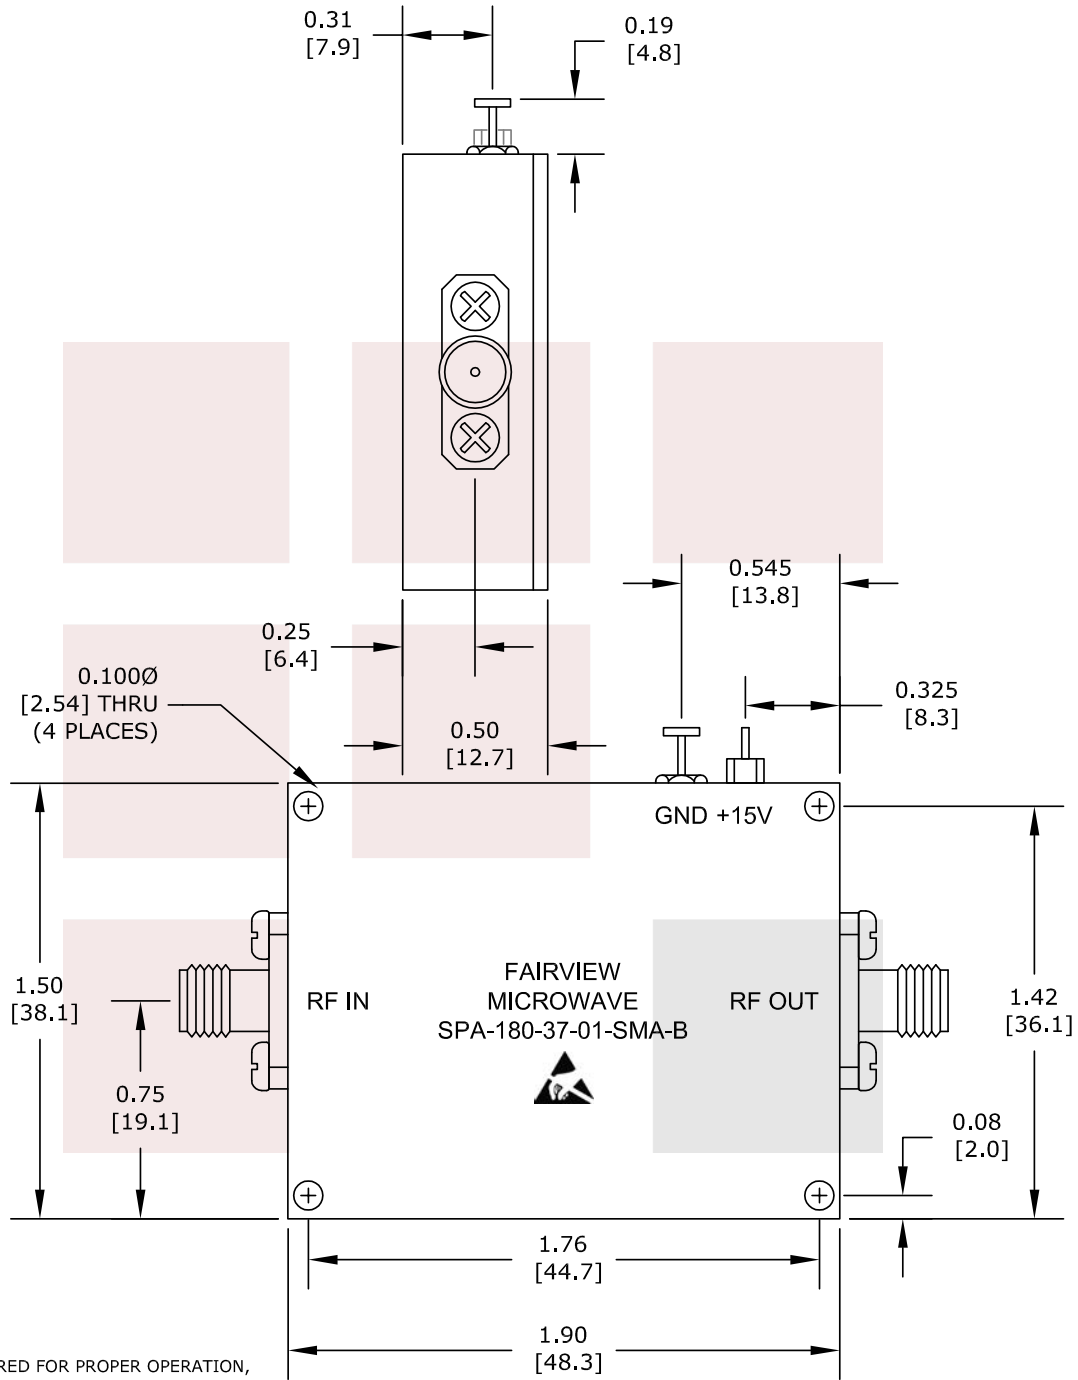 0.31
[7.9]
0.19
[4.8]
0.545
[13.8]
0.25
[6.4]
0.100Ø
[2.54] THRU
(4 PLACES)
0.325
[8.3]
0.50
[12.7]
GND +15V
1.50
[38.1]
RF IN
FAIRVIEW
MICROWAVE
SPA-180-37-01-SMA-B
RF OUT
1.42
[36.1]
0.75
[19.1]
0.08
[2.0]
1.76
[44.7]
1.90
[48.3]
RED FOR PROPER OPERATION,